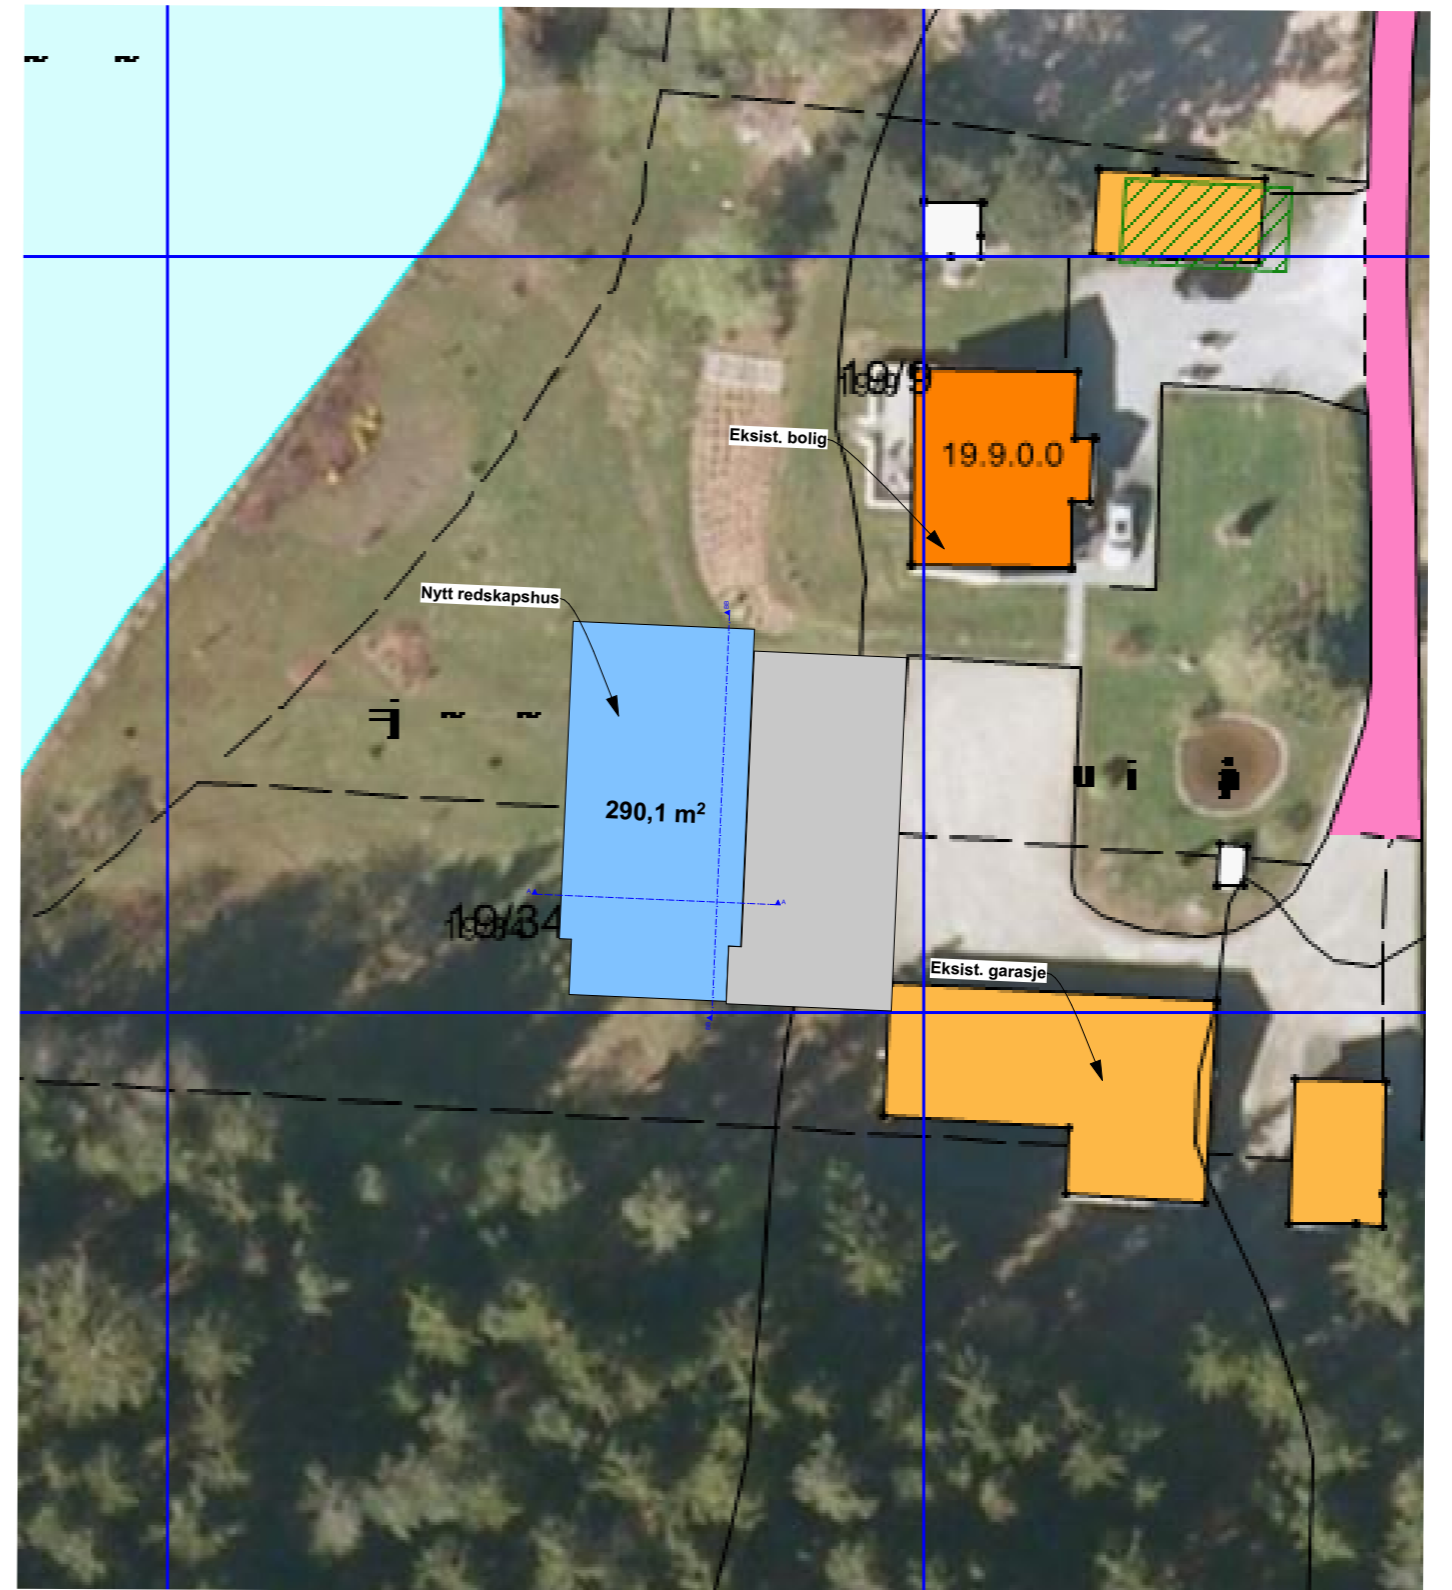 19/9
Eksist. bolig
19.9.0.0
Nytt redskapshus
290,1 m²
A
A
19/34
Eksist. garasje